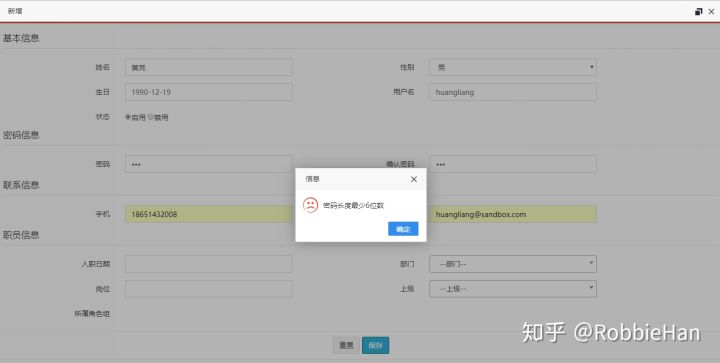 新增
基本信息
姓名 黄亮 性别 男
生日 1990-12-19 用户名 huangliang
状态 启用 禁用
密码信息
密码 ••• 确认密码 •••
信息
密码长度最少6位数
确定
联系信息
手机 18651432008 huangliang@sandbox.com
职员信息
入职日期 部门 --部门--
岗位 上级 --上级--
所属角色组
重置 保存
知乎 @RobbieHan